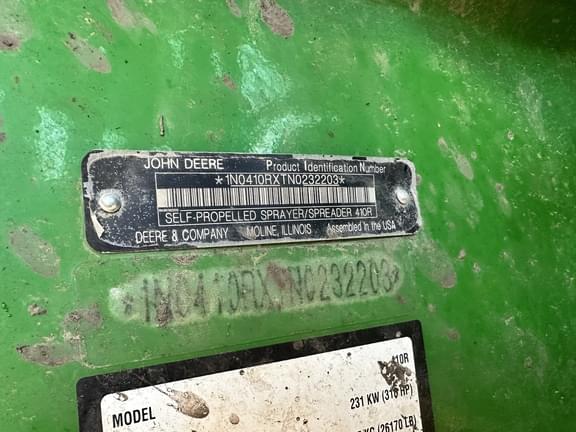 JOHN DEERE Product Identification Number
*1N0410RXTN0232203*
SELF-PROPELLED SPRAYER/SPREADER 410R
DEERE & COMPANY MOLINE, ILLINOIS Assembled in the USA
*1N0410RXTN0232203*
410R
MODEL 231 KW (310 HP)
KG (26170 LB)